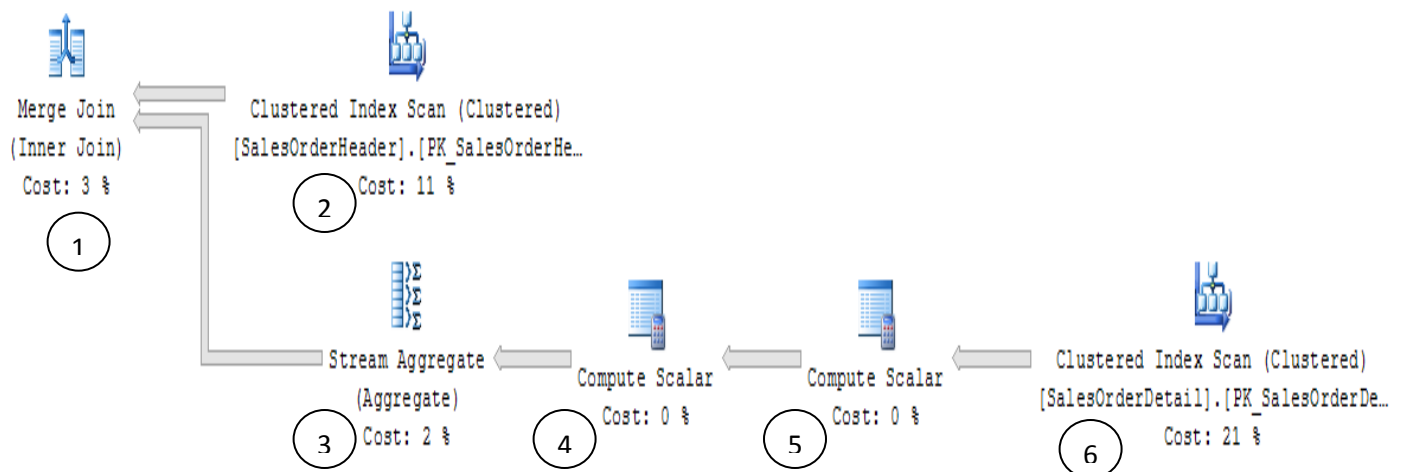 Merge Join
(Inner Join)
Cost: 3 %
1
Clustered Index Scan (Clustered)
[SalesOrderHeader].[PK_SalesOrderHe…
Cost: 11 %
2
Stream Aggregate
(Aggregate)
Cost: 2 %
3
Compute Scalar
Cost: 0 %
4
Compute Scalar
Cost: 0 %
5
Clustered Index Scan (Clustered)
[SalesOrderDetail].[PK_SalesOrderDe…
Cost: 21 %
6